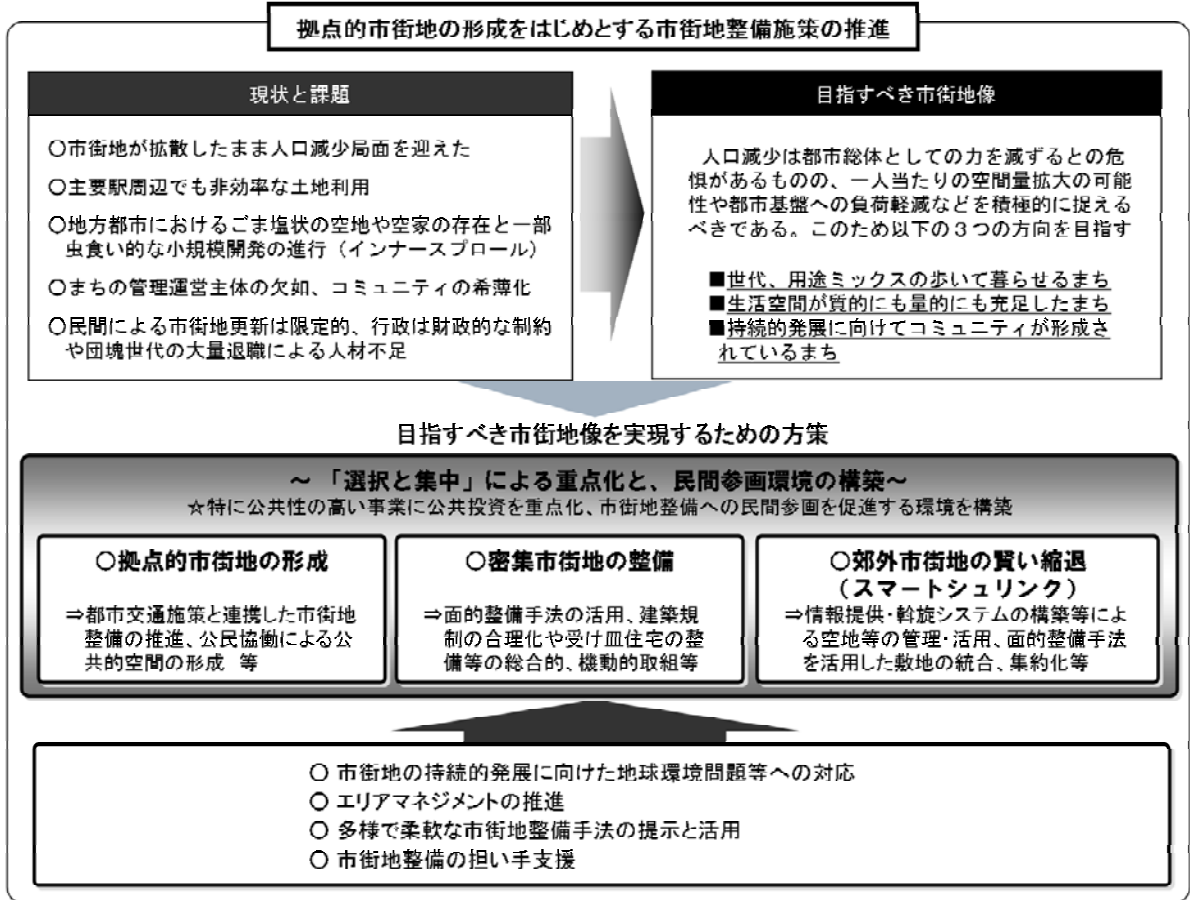 拠点的市街地の形成をはじめとする市街地整備施策の推進
現状と課題
〇市街地が拡散したまま人口減少局面を迎えた
〇主要駅周辺でも非効率な土地利用
〇地方都市におけるごま塩状の空地や空家の存在と一部
虫食い的な小規模開発の進行（インナースプロール）
〇まちの管理運営主体の欠如、コミュニティの希薄化
〇民間による市街地更新は限定的、行政は財政的な制約
や団塊世代の大量退職による人材不足
目指すべき市街地像
人口減少は都市総体としての力を減ずるとの危
惧があるものの、一人当たりの空間量拡大の可能
性や都市基盤への負荷軽減などを積極的に捉える
べきである。このため以下の３つの方向を目指す
■世代、用途ミックスの歩いて暮らせるまち
■生活空間が質的にも量的にも充足したまち
■持続的発展に向けてコミュニティが形成さ
れているまち
目指すべき市街地像を実現するための方策
～「選択と集中」による重点化と、民間参画環境の構築～
☆特に公共性の高い事業に公共投資を重点化、市街地整備への民間参画を促進する環境を構築
〇拠点的市街地の形成
⇒都市交通施策と連携した市街地
整備の推進、公民協働による公
共的空間の形成 等
〇密集市街地の整備
⇒面的整備手法の活用、建築規
制の合理化や受け皿住宅の整
備等の総合的、機動的取組等
〇郊外市街地の賢い縮退
（スマートシュリンク）
⇒情報提供・斡旋システムの構築等によ
る空地等の管理・活用、面的整備手法
を活用した敷地の統合、集約化等
〇 市街地の持続的発展に向けた地球環境問題等への対応
〇 エリアマネジメントの推進
〇 多様で柔軟な市街地整備手法の提示と活用
〇 市街地整備の担い手支援